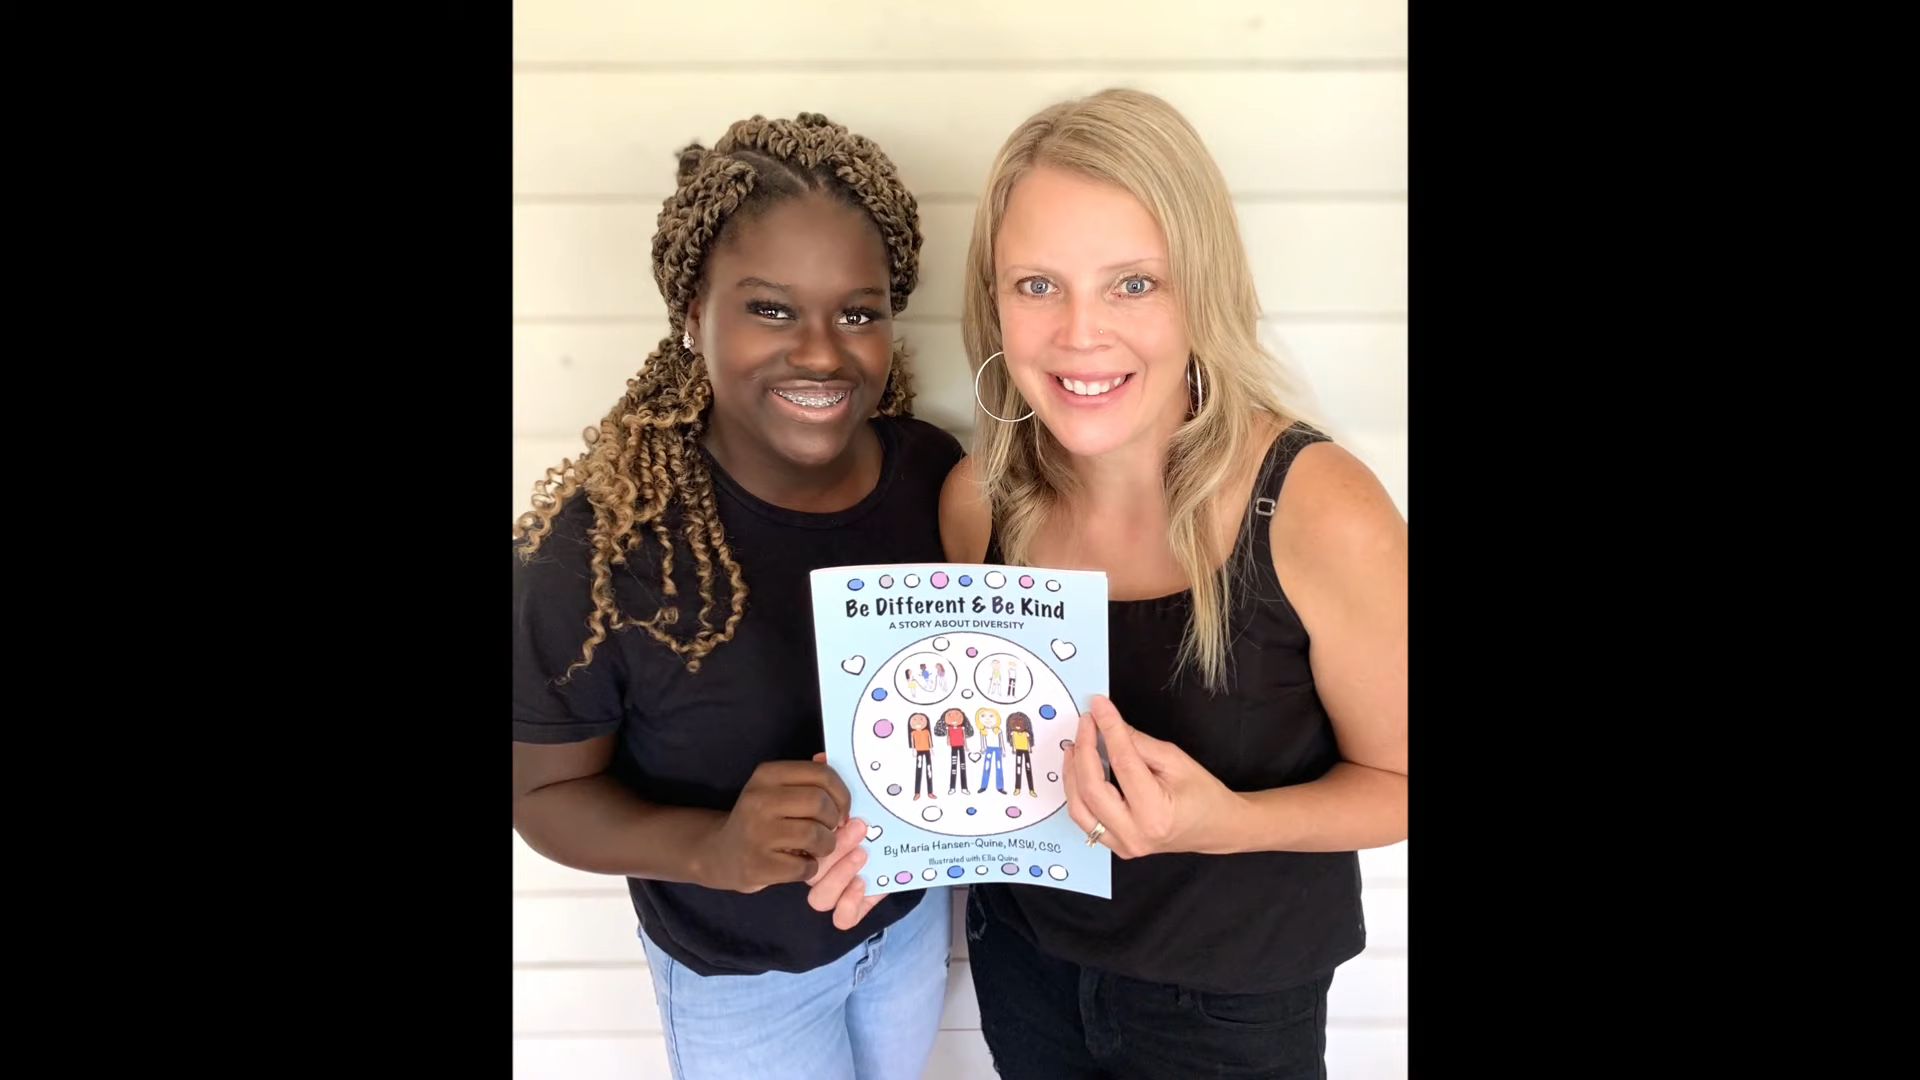 Be Different & Be Kind
A STORY ABOUT DIVERSITY
By Maria Hansen-Quine, MSW, CSC
Illustrated with Ella Quine